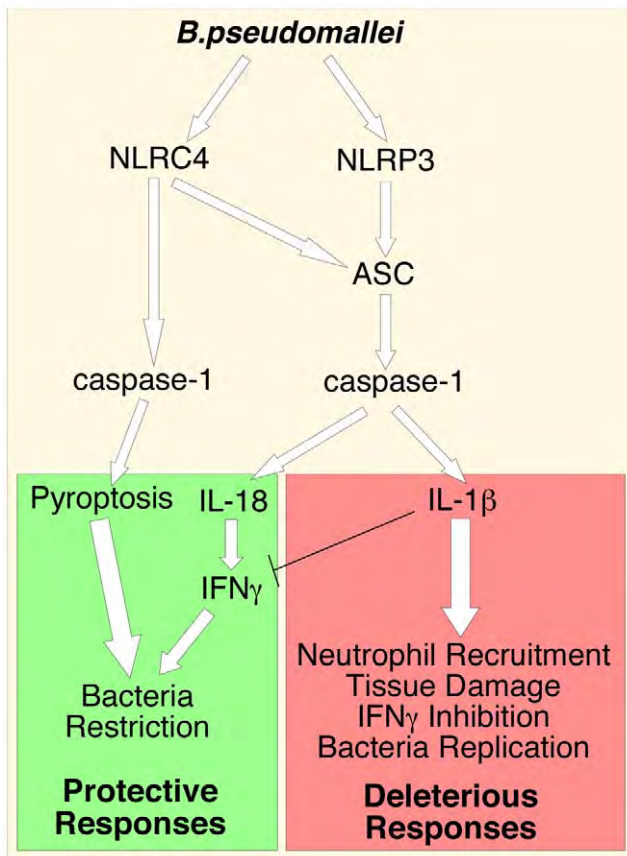 B.pseudomallei
NLRC4 NLRP3
ASC
caspase-1 caspase-1
Pyroptosis IL-18 IL-1β
IFNγ
Bacteria
Restriction
Neutrophil Recruitment
Tissue Damage
IFNγ Inhibition
Bacteria Replication
Protective
Responses
Deleterious
Responses